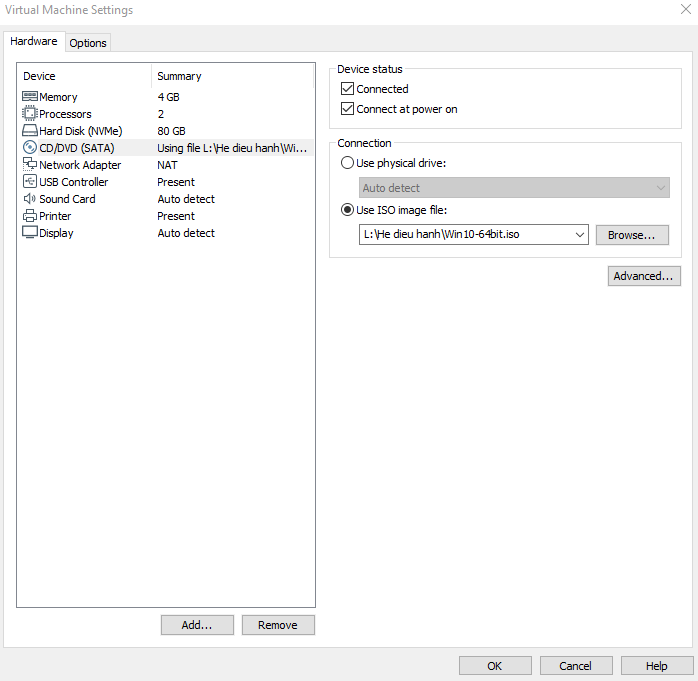 Virtual Machine Settings
Hardware
Options
Device Summary
Memory 4 GB
Processors 2
Hard Disk (NVMe) 80 GB
CD/DVD (SATA) Using file L:\He dieu hanh\Wi...
Network Adapter NAT
USB Controller Present
Sound Card Auto detect
Printer Present
Display Auto detect
Add...
Remove
Device status
Connected
Connect at power on
Connection
Use physical drive:
Auto detect
Use ISO image file:
L:\He dieu hanh\Win10-64bit.iso
Browse...
Advanced...
OK
Cancel
Help